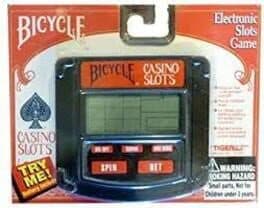 BICYCLE
Electronic
Slots
Game
BICYCLE
CASINO
SLOTS
CASINO
SLOTS
TRY
ME!
SPIN
BET
TIGER
WARNING:
CHOKING HAZARD
Small parts, Not for
Children under 3 years.